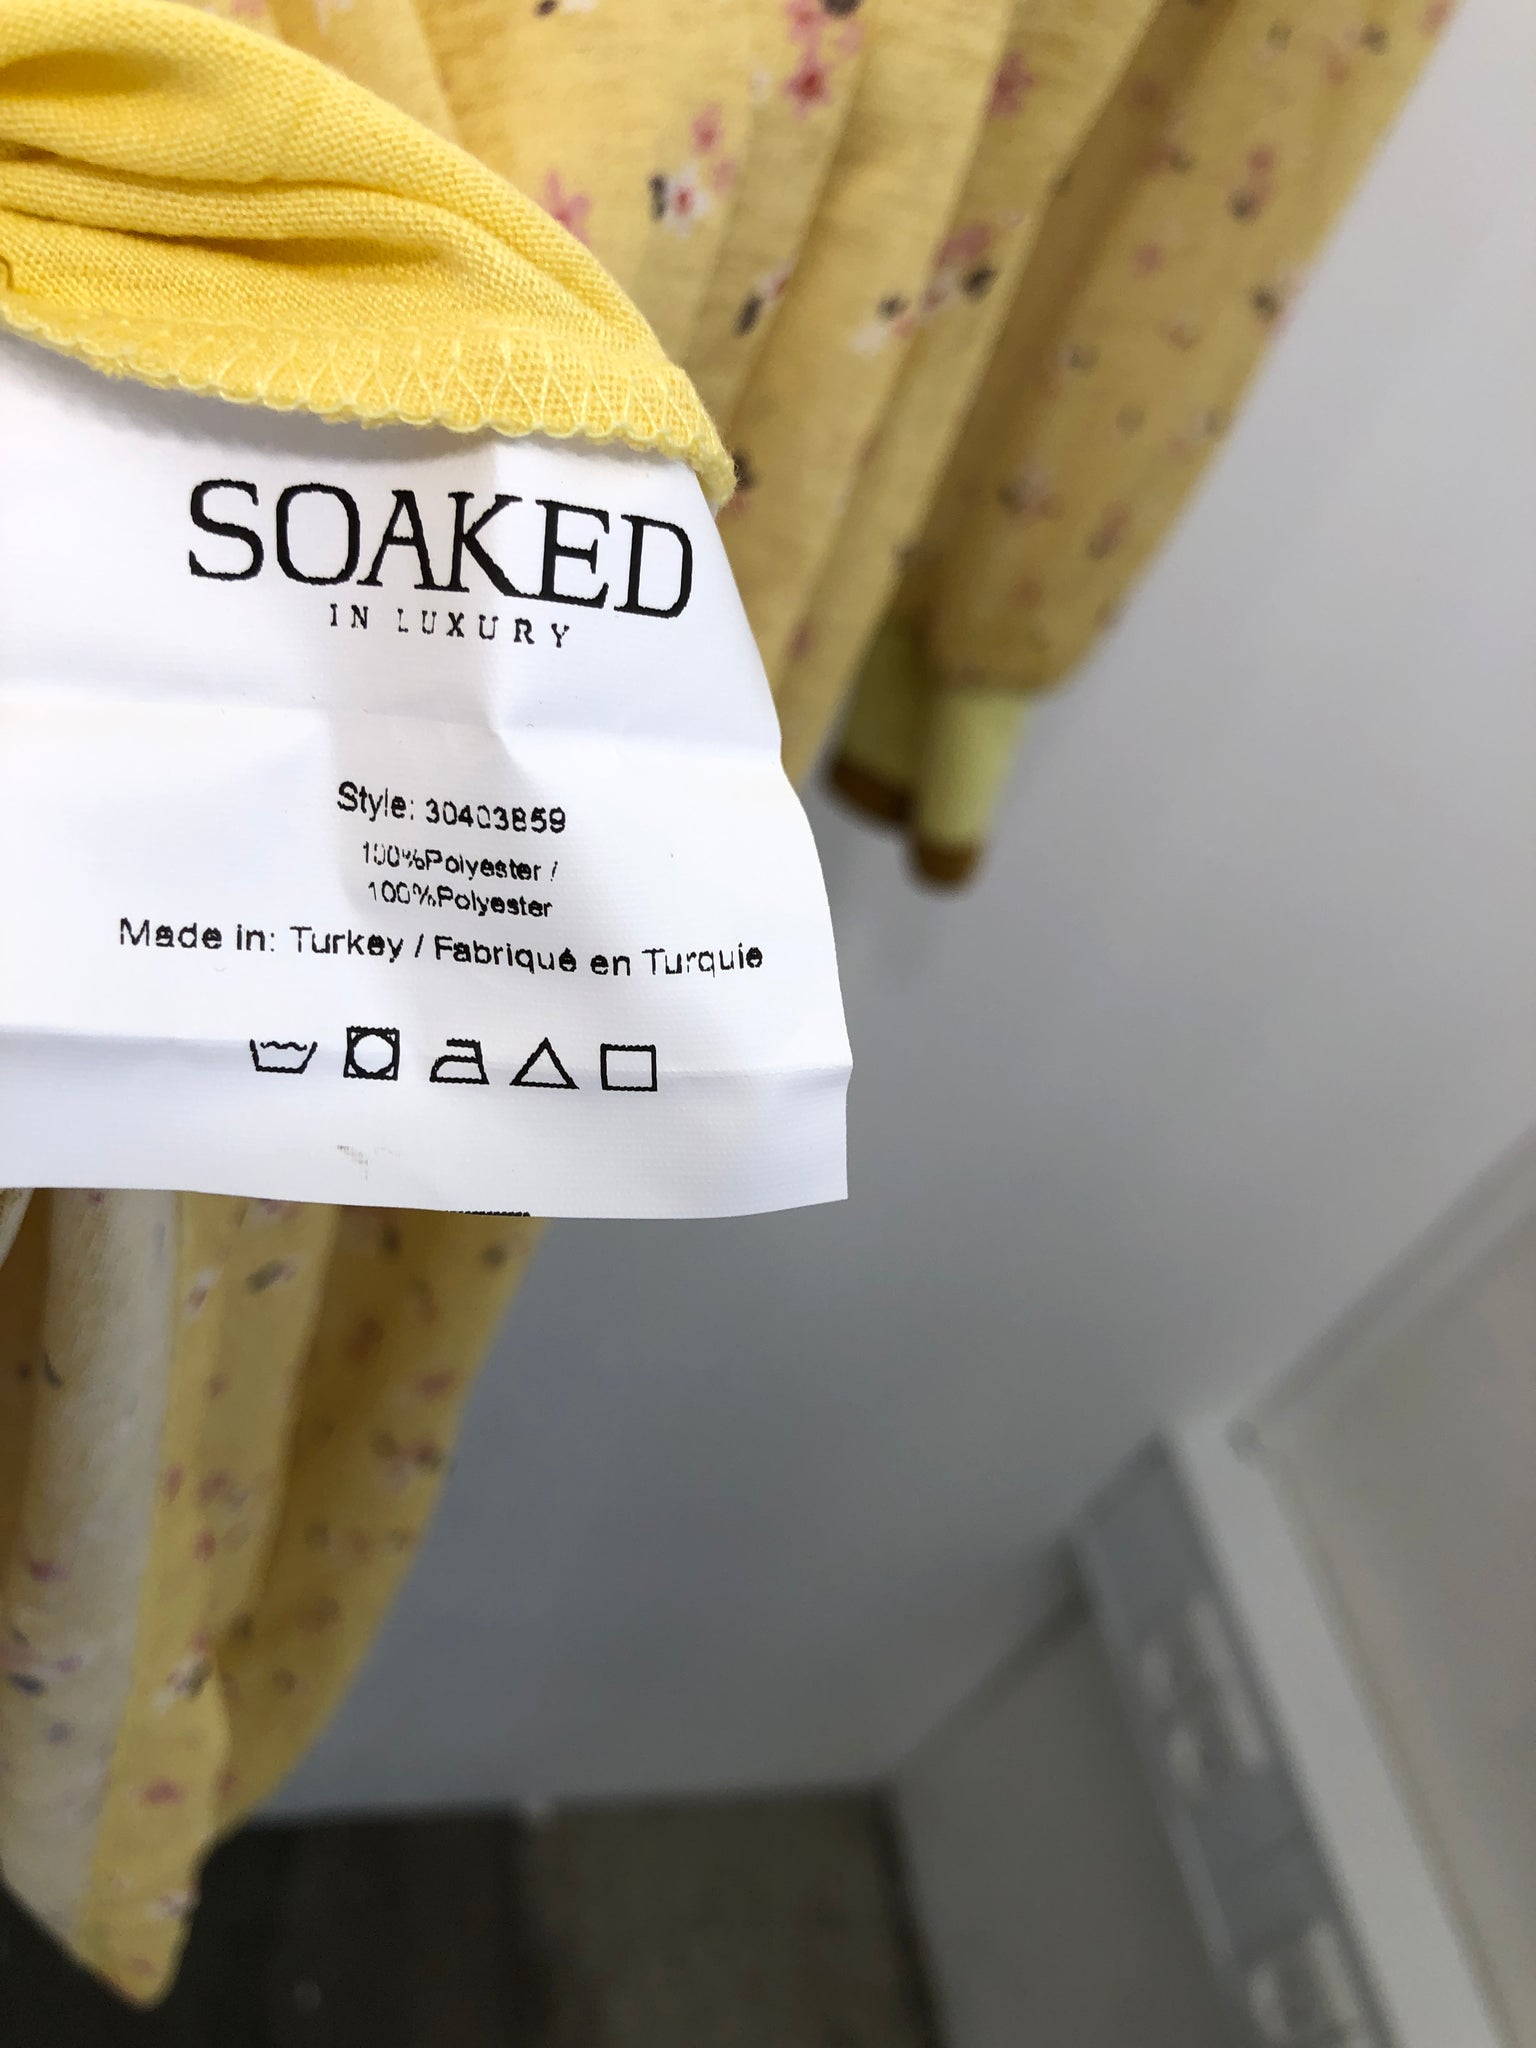 SOAKED
IN LUXURY
Style: 30403859
100%Polyester /
100%Polyester
Made in: Turkey / Fabriqué en Turquie